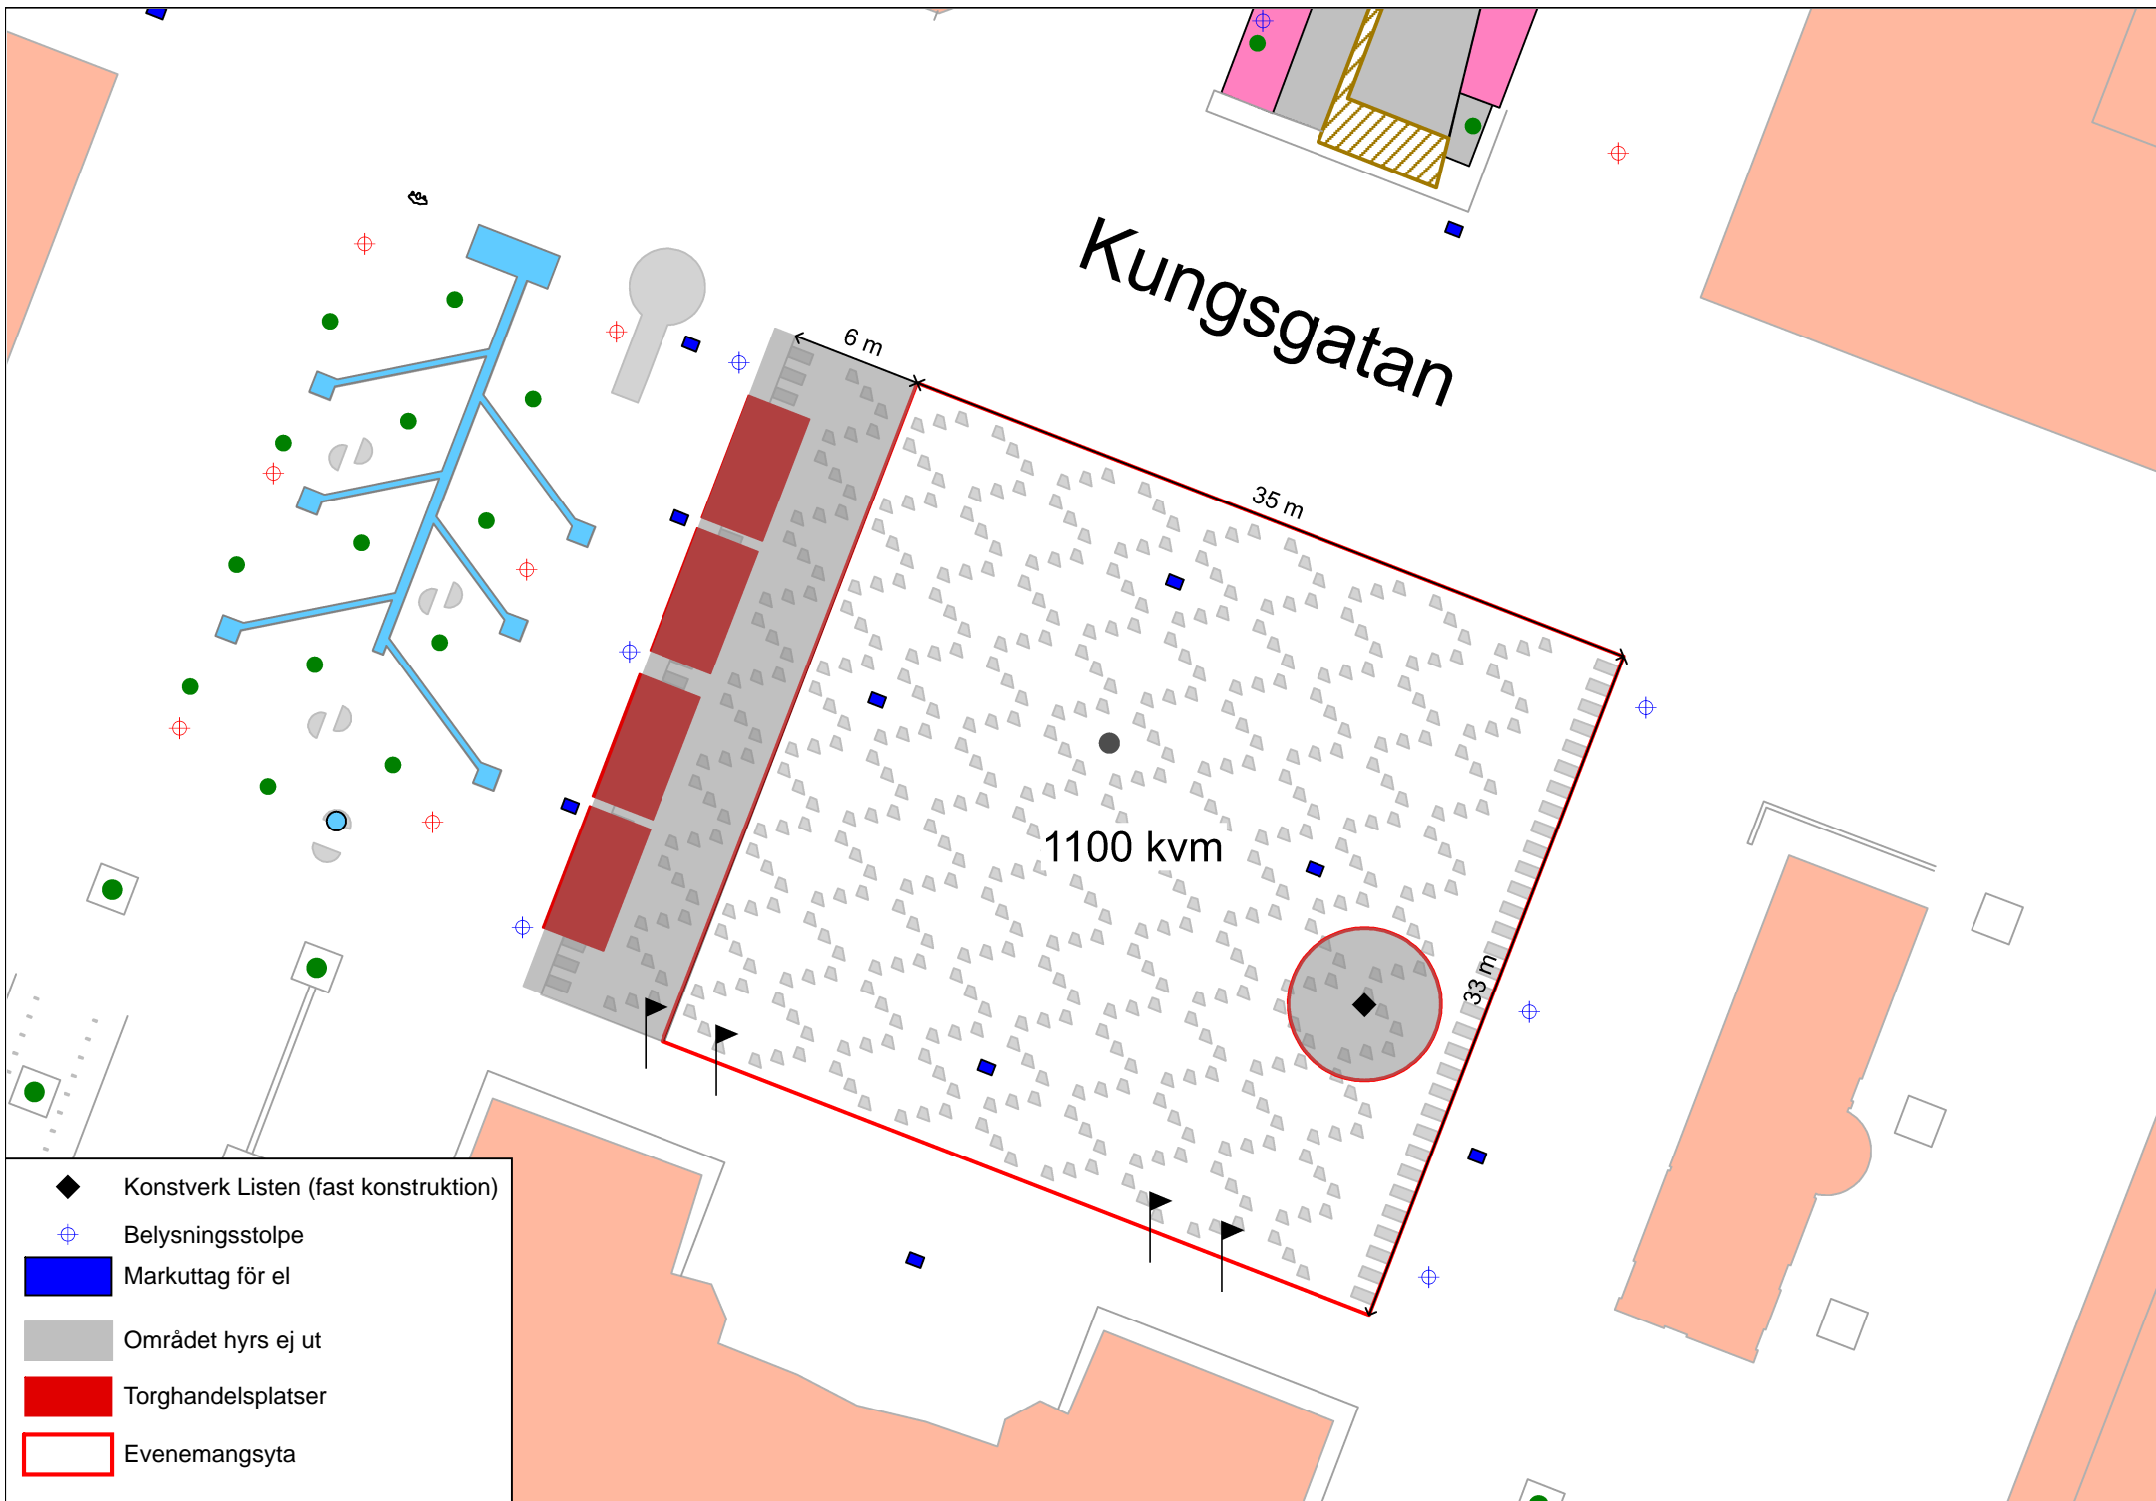 Kungsgatan
6 m
35 m
1100 kvm
33 m
Konstverk Listen (fast konstruktion)
Belysningsstolpe
Markuttag för el
Området hyrs ej ut
Torghandelsplatser
Evenemangsyta